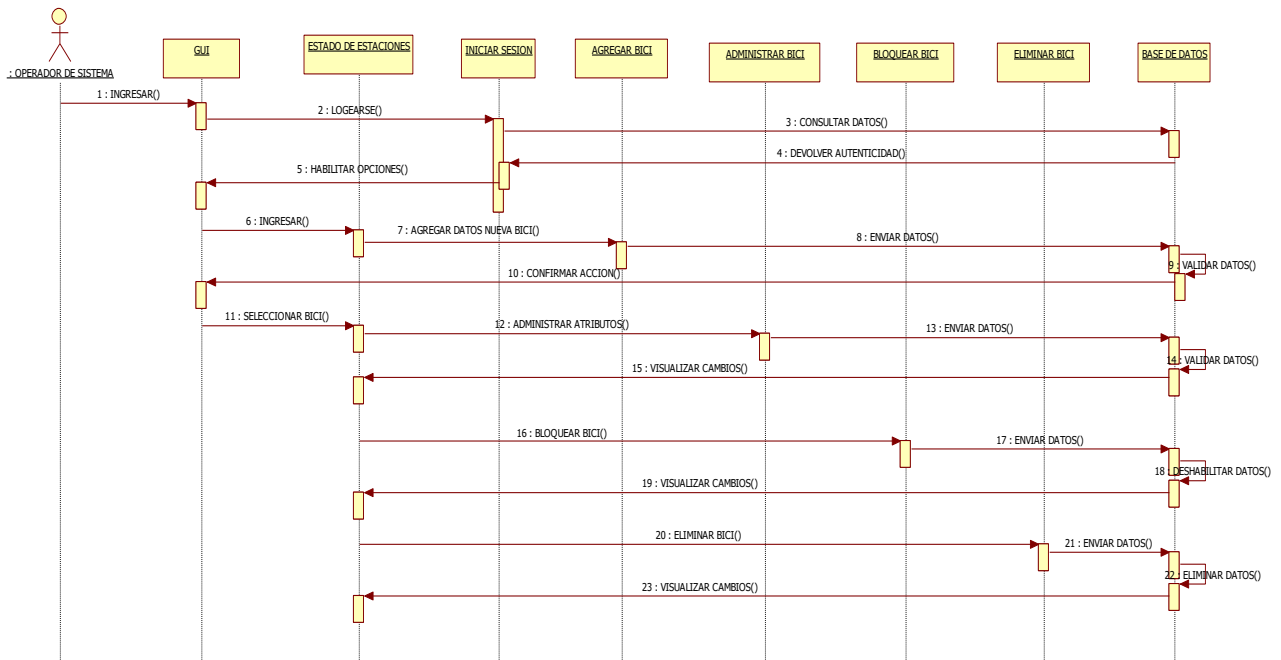 : OPERADOR DE SISTEMA
GUI
ESTADO DE ESTACIONES
INICIAR SESION
AGREGAR BICI
ADMINISTRAR BICI
BLOQUEAR BICI
ELIMINAR BICI
BASE DE DATOS
1 : INGRESAR()
2 : LOGEARSE()
3 : CONSULTAR DATOS()
4 : DEVOLVER AUTENTICIDAD()
5 : HABILITAR OPCIONES()
6 : INGRESAR()
7 : AGREGAR DATOS NUEVA BICI()
8 : ENVIAR DATOS()
9 : VALIDAR DATOS()
10 : CONFIRMAR ACCION()
11 : SELECCIONAR BICI()
12 : ADMINISTRAR ATRIBUTOS()
13 : ENVIAR DATOS()
14 : VALIDAR DATOS()
15 : VISUALIZAR CAMBIOS()
16 : BLOQUEAR BICI()
17 : ENVIAR DATOS()
18 : DESHABILITAR DATOS()
19 : VISUALIZAR CAMBIOS()
20 : ELIMINAR BICI()
21 : ENVIAR DATOS()
22 : ELIMINAR DATOS()
23 : VISUALIZAR CAMBIOS()